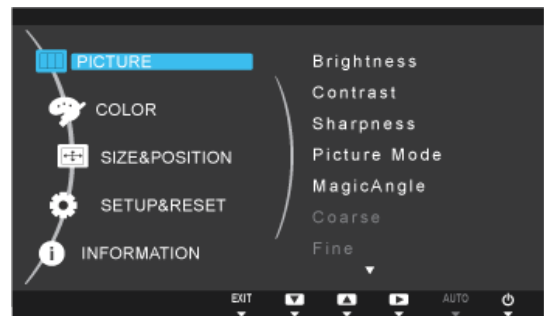 PICTURE
COLOR
SIZE&POSITION
SETUP&RESET
INFORMATION
Brightness
Contrast
Sharpness
Picture Mode
MagicAngle
Coarse
Fine
EXIT
AUTO